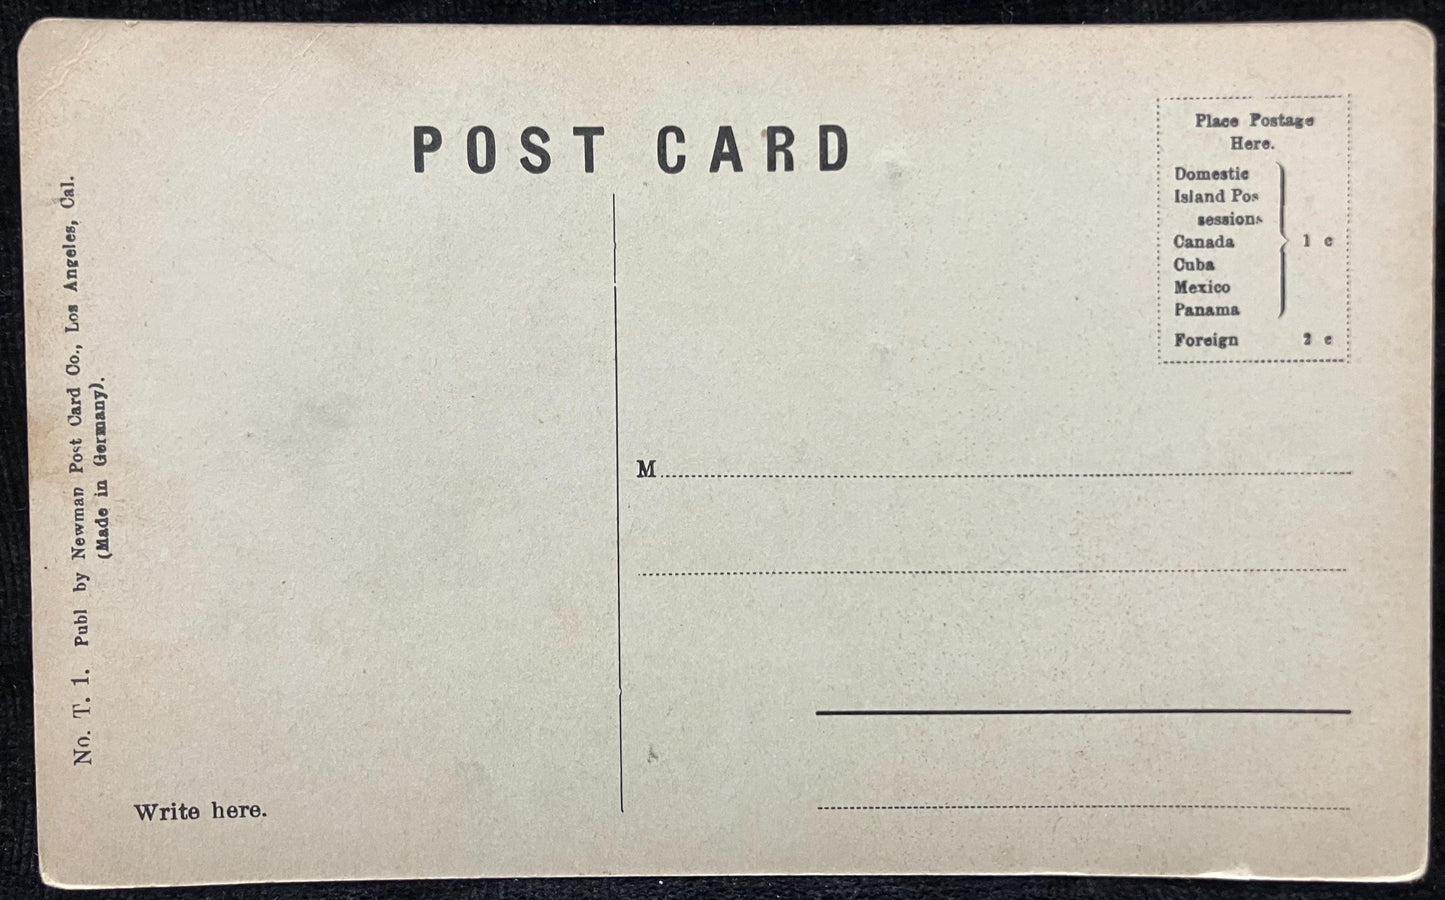 POST CARD
Place Postage
Here.
Domestic
Island Pos
sessions
Canada
Cuba
Mexico
Panama
1 c
Foreign 2 c
No. T. 1. Publ by Newman Post Card Co., Los Angeles, Cal.
(Made in Germany).
M
Write here.